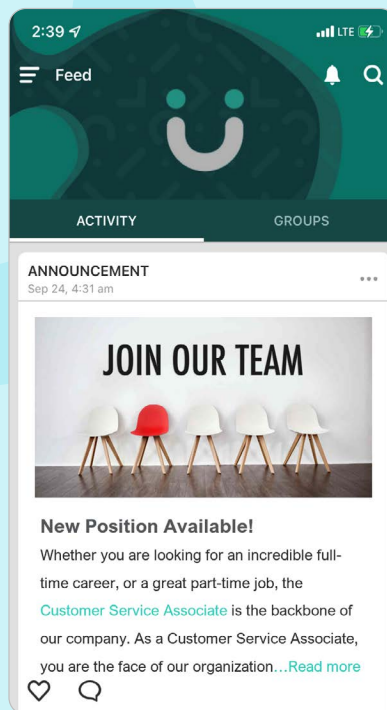 2:39 LTE
Feed
ACTIVITY GROUPS
ANNOUNCEMENT
Sep 24, 4:31 am
JOIN OUR TEAM
New Position Available!
Whether you are looking for an incredible full-
time career, or a great part-time job, the
Customer Service Associate is the backbone of
our company. As a Customer Service Associate,
you are the face of our organization...Read more